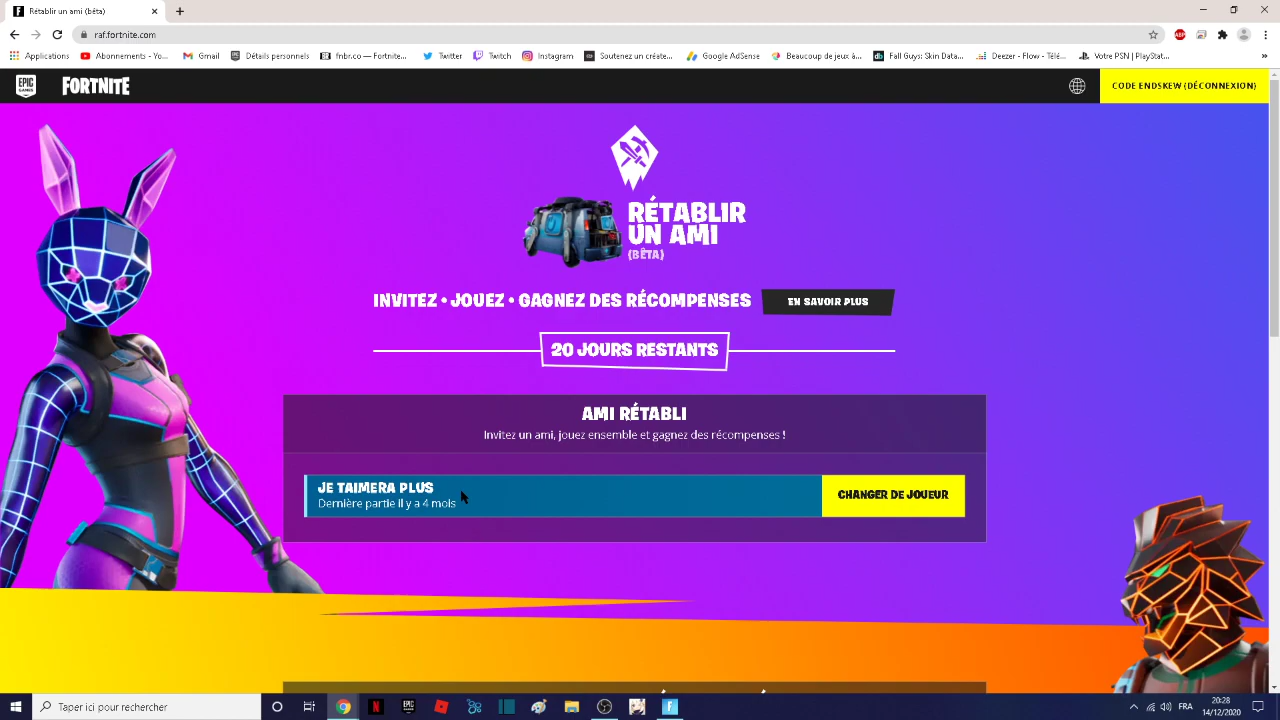 Rétablir un ami (bêta)
raf.fortnite.com
Applications
Abonnements - Yo...
Gmail
Détails personnels
fnbr.co — Fortnite...
Twitter
Twitch
Instagram
Soutenez un créate...
Google AdSense
Beaucoup de jeux à...
Fall Guys: Skin Data...
Deezer - Flow - Télé...
Votre PSN | PlayStat...
EPIC GAMES
FORTNITE
CODE ENDSKEW (DÉCONNEXION)
RÉTABLIR
UN AMI
(BÊTA)
INVITEZ • JOUEZ • GAGNEZ DES RÉCOMPENSES
EN SAVOIR PLUS
20 JOURS RESTANTS
AMI RÉTABLI
Invitez un ami, jouez ensemble et gagnez des récompenses !
JE TAIMERA PLUS
Dernière partie il y a 4 mois
CHANGER DE JOUEUR
Taper ici pour rechercher
FRA
20:28
14/12/2020